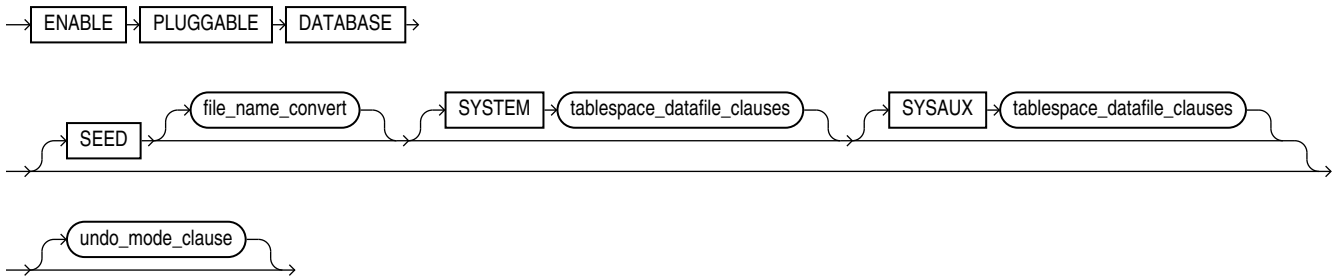 ENABLE PLUGGABLE DATABASE
file_name_convert SYSTEM tablespace_datafile_clauses SYSAUX tablespace_datafile_clauses
SEED
undo_mode_clause